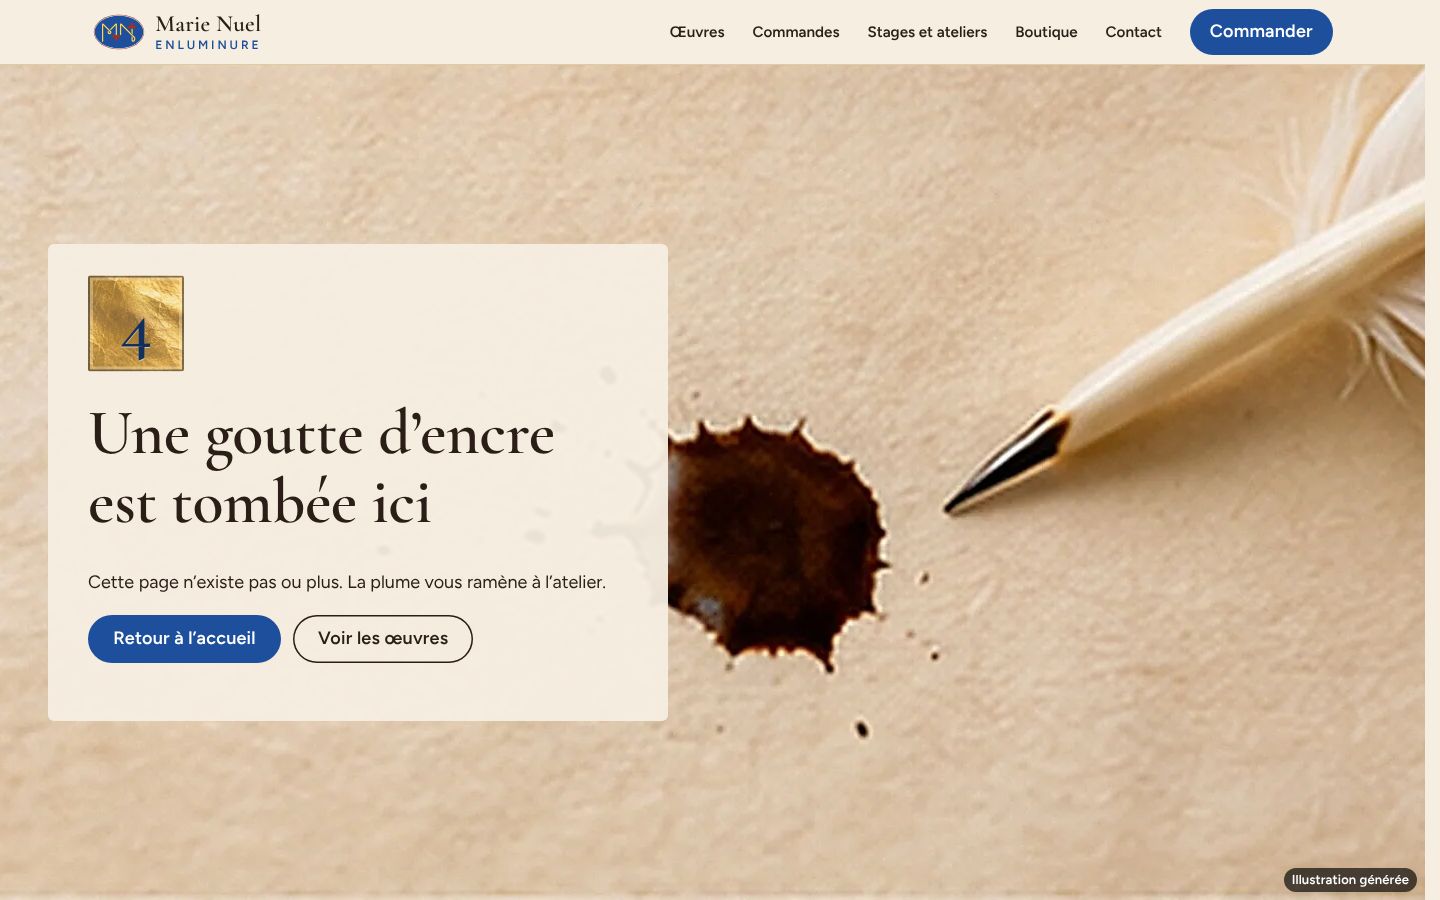 MN
Marie Nuel
ENLUMINURE
Œuvres
Commandes
Stages et ateliers
Boutique
Contact
Commander
4
Une goutte d’encre
est tombée ici
Cette page n’existe pas ou plus. La plume vous ramène à l’atelier.
Retour à l’accueil
Voir les œuvres
Illustration générée